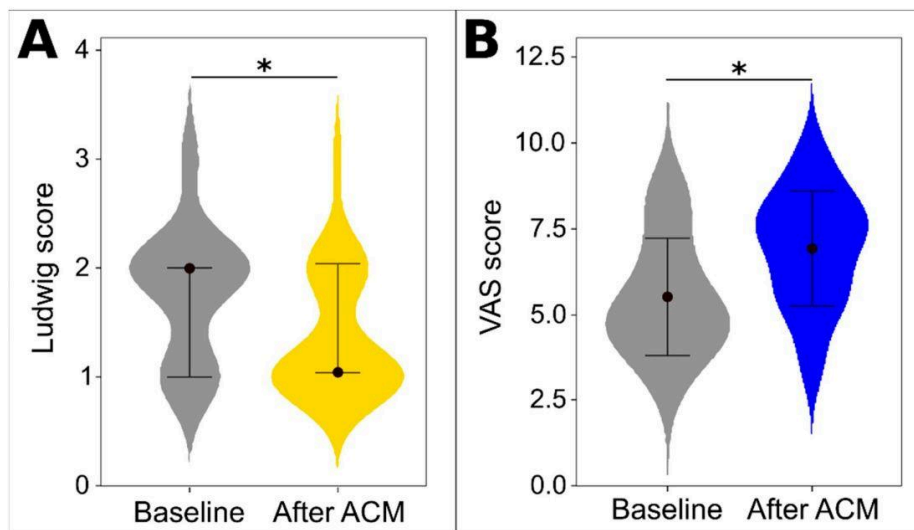 A
Ludwig score
4
3
2
1
0
*
Baseline
After ACM
B
VAS score
12.5
10.0
7.5
5.0
2.5
0.0
*
Baseline
After ACM